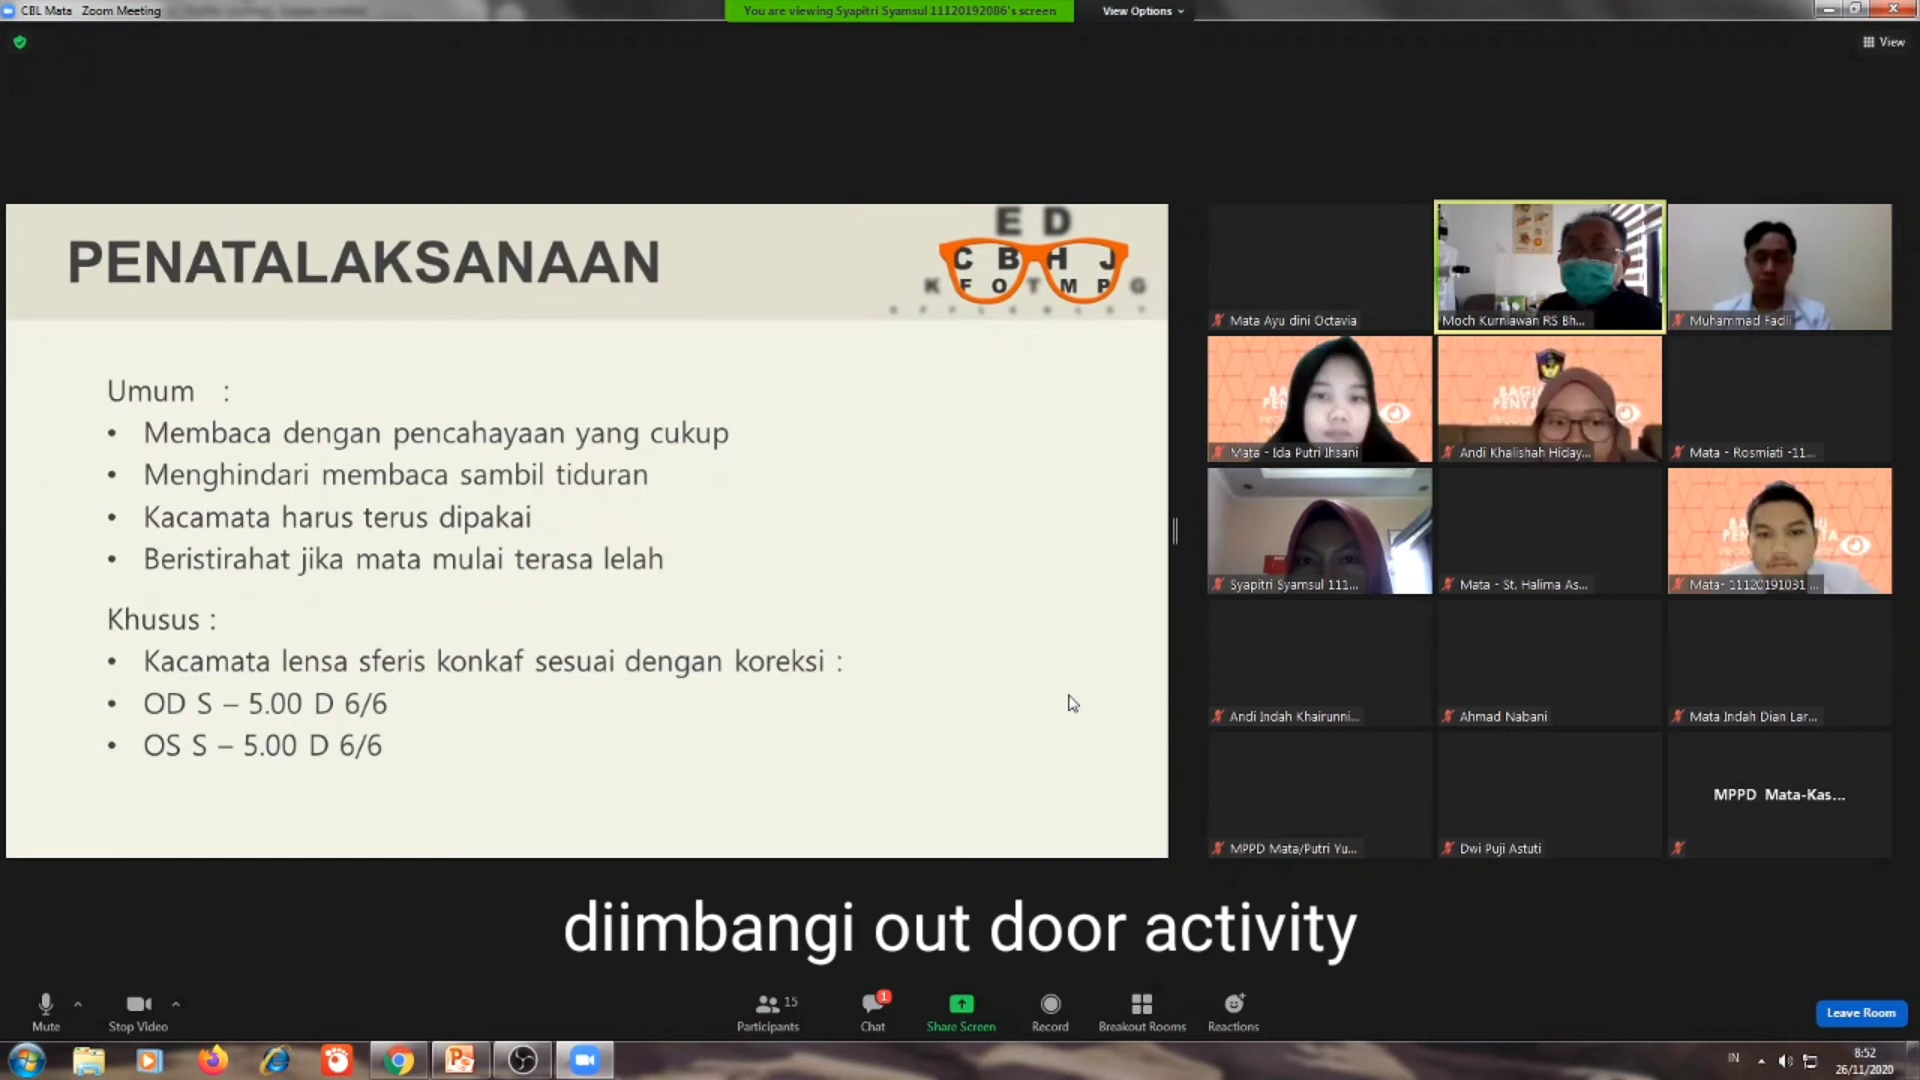 CBL Mata Zoom Meeting
You are viewing Syapitri Syamsul 11120192086's screen
View Options
View
PENATALAKSANAAN
E D
C B H J
K F O T M P G
Umum :
• Membaca dengan pencahayaan yang cukup
• Menghindari membaca sambil tiduran
• Kacamata harus terus dipakai
• Beristirahat jika mata mulai terasa lelah
Khusus :
• Kacamata lensa sferis konkaf sesuai dengan koreksi :
• OD S – 5.00 D 6/6
• OS S – 5.00 D 6/6
Mata Ayu dini Octavia
Moch Kurniawan RS Bh...
Muhammad Fadli
Mata - Ida Putri Ihsani
Andi Khalishah Hiday...
Mata - Rosmiati -11...
Syapitri Syamsul 111...
Mata - St. Halima As...
Mata- 11120191031 ...
Andi Indah Khairunni...
Ahmad Nabani
Mata Indah Dian Lar...
MPPD Mata/Putri Yu...
Dwi Puji Astuti
MPPD Mata-Kas...
diimbangi out door activity
Mute
Stop Video
15
Participants
1
Chat
Share Screen
Record
Breakout Rooms
Reactions
Leave Room
IN
8:52
26/11/2020